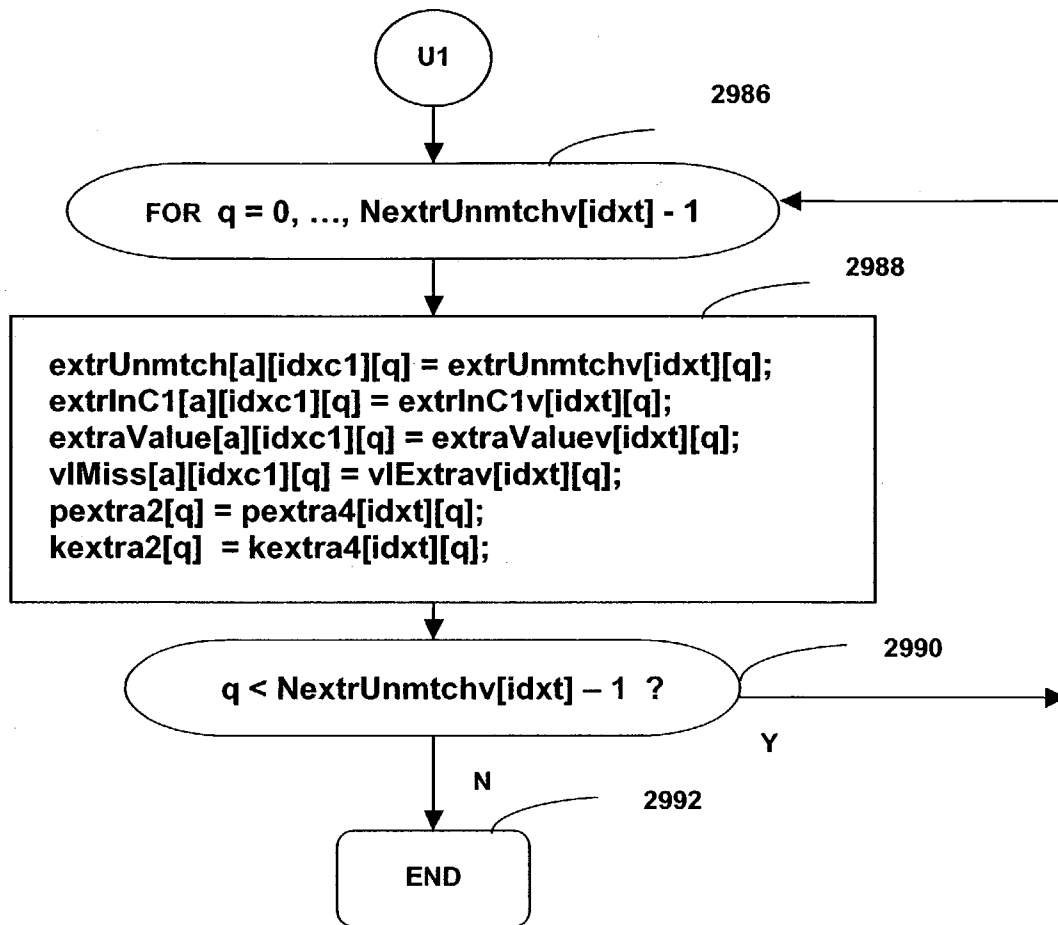 U1
2986
FOR q = 0, ..., NextrUnmtchv[idxt] - 1
2988
extrUnmtch[a][idxc1][q] = extrUnmtchv[idxt][q];
extrInC1[a][idxc1][q] = extrInC1v[idxt][q];
extraValue[a][idxc1][q] = extraValuev[idxt][q];
vlMiss[a][idxc1][q] = vlExtrav[idxt][q];
pextra2[q] = pextra4[idxt][q];
kextra2[q] = kextra4[idxt][q];
2990
q < NextrUnmtchv[idxt] – 1 ?
Y
N
2992
END